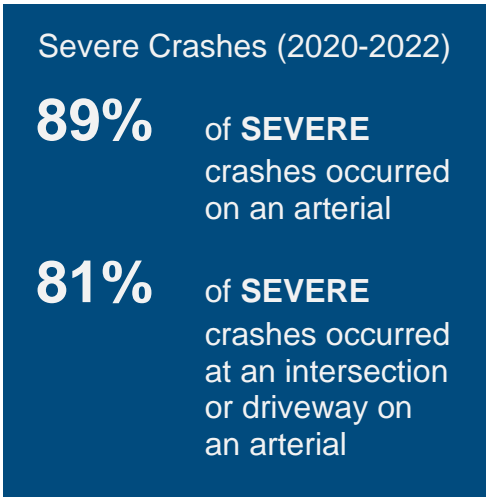 Severe Crashes (2020-2022)
89% of SEVERE
crashes occurred
on an arterial
81% of SEVERE
crashes occurred
at an intersection
or driveway on
an arterial